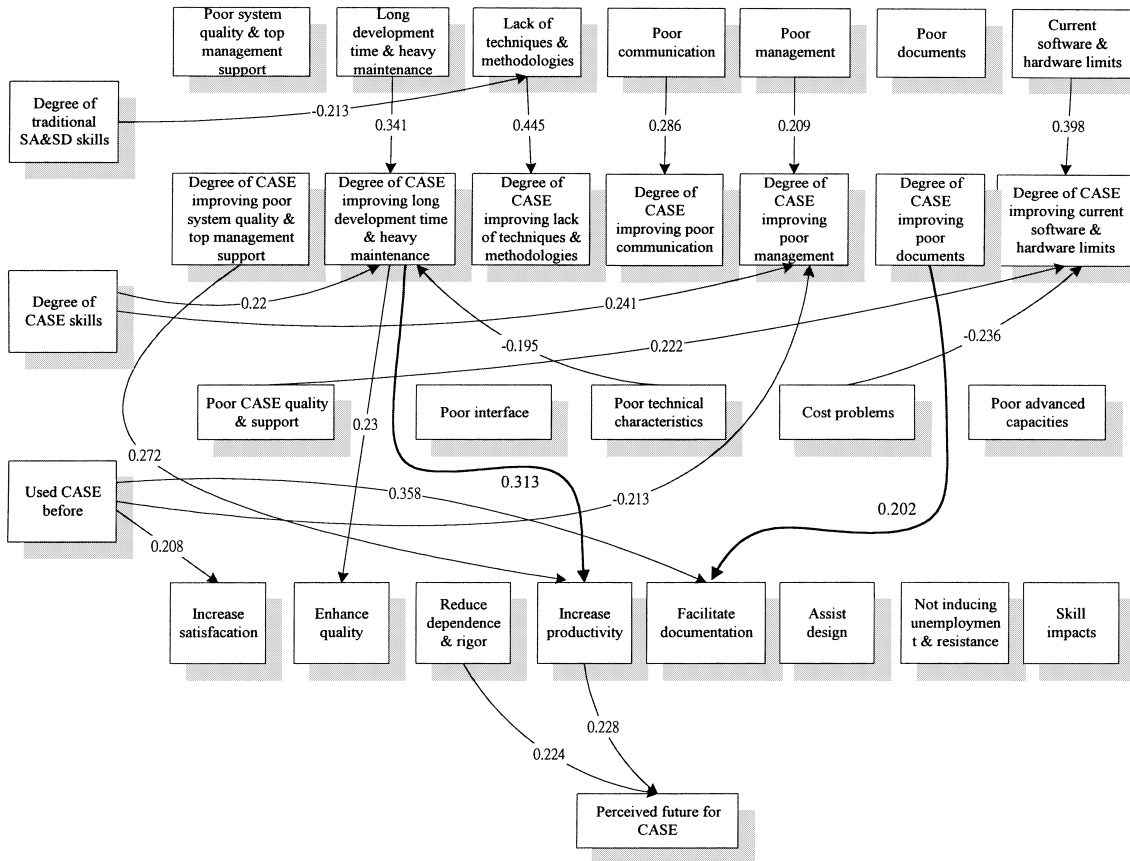 Poor system
quality & top
management
support
Long
development
time & heavy
maintenance
Lack of
techniques &
methodologies
Poor
communication
Poor
management
Poor
documents
Current
software &
hardware limits
Degree of
traditional
SA&SD skills
-0.213
0.341
0.445
0.286
0.209
0.398
Degree of CASE
improving poor
system quality &
top management
support
Degree of CASE
improving long
development time
& heavy
maintenance
Degree of
CASE
improving lack
of techniques &
methodologies
Degree of
CASE
improving poor
communication
Degree of
CASE
improving
poor
management
Degree of
CASE
improving
poor
documents
Degree of CASE
improving current
software &
hardware limits
Degree of
CASE skills
0.22
0.241
-0.195
0.222
-0.236
Poor CASE quality
& support
Poor interface
Poor technical
characteristics
Cost problems
Poor advanced
capacities
0.23
0.272
0.313
Used CASE
before
0.358
-0.213
0.202
0.208
Increase
satisfacation
Enhance
quality
Reduce
dependence
& rigor
Increase
productivity
Facilitate
documentation
Assist
design
Not inducing
unemploymen
t & resistance
Skill
impacts
0.228
0.224
Perceived future for
CASE